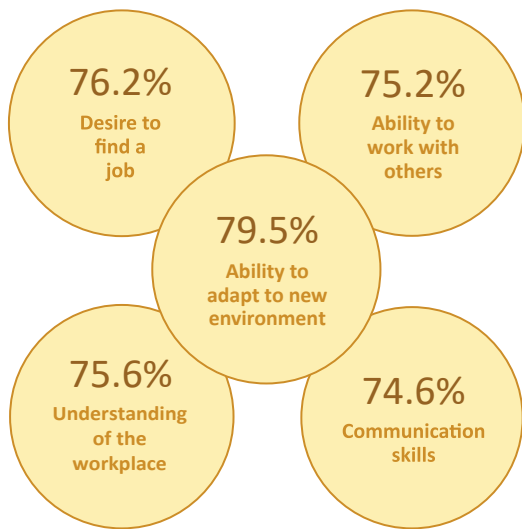 76.2%
Desire to
find a
job
75.2%
Ability to
work with
others
79.5%
Ability to
adapt to new
environment
75.6%
Understanding
of the
workplace
74.6%
Communication
skills